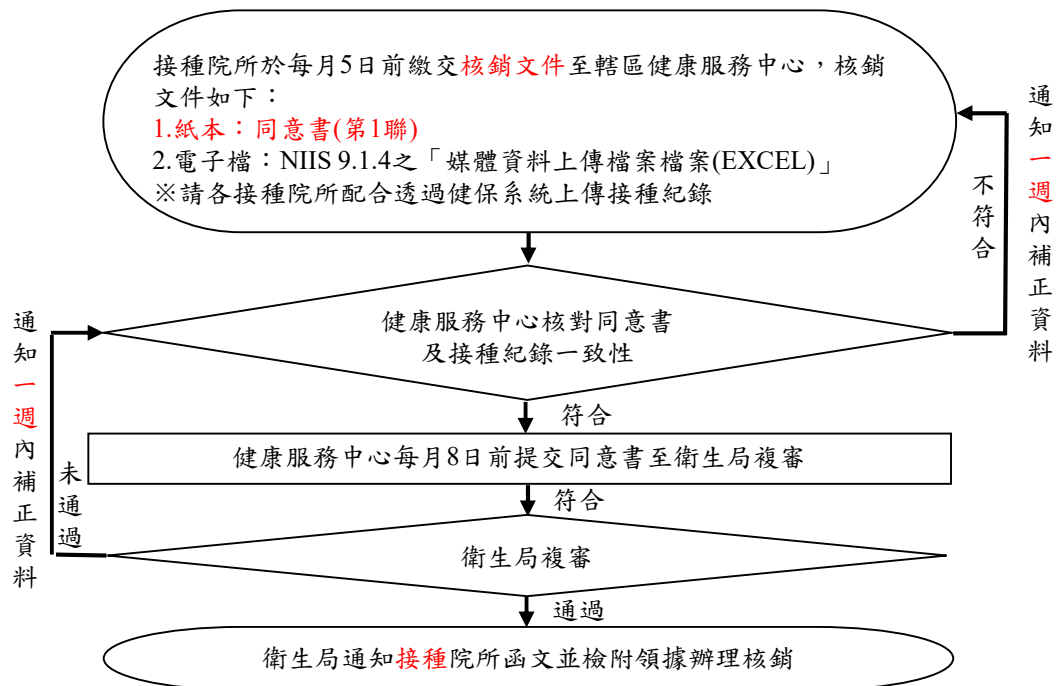 接種院所於每月5日前繳交核銷文件至轄區健康服務中心，核銷
文件如下：
1.紙本：同意書(第1聯)
2.電子檔：NIIS 9.1.4之「媒體資料上傳檔案檔案(EXCEL)」
※請各接種院所配合透過健保系統上傳接種紀錄
不符合
通知一週內補正資料
健康服務中心核對同意書
及接種紀錄一致性
符合
健康服務中心每月8日前提交同意書至衛生局複審
符合
衛生局複審
未通過
通知一週內補正資料
通過
衛生局通知接種院所函文並檢附領據辦理核銷